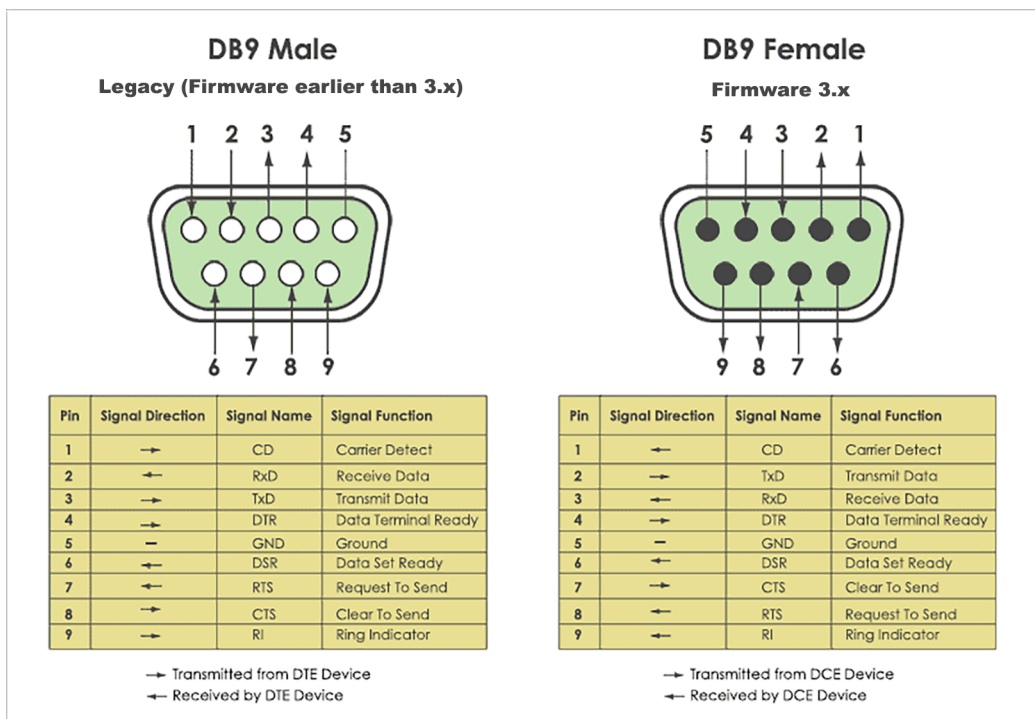 DB9 Male
Legacy (Firmware earlier than 3.x)
1 2 3 4 5
6 7 8 9
Pin Signal Direction Signal Name Signal Function
1 → CD Carrier Detect
2 ← RxD Receive Data
3 → TxD Transmit Data
4 → DTR Data Terminal Ready
5 – GND Ground
6 ← DSR Data Set Ready
7 ← RTS Request To Send
8 → CTS Clear To Send
9 → RI Ring Indicator
→ Transmitted from DTE Device
← Received by DTE Device
DB9 Female
Firmware 3.x
5 4 3 2 1
9 8 7 6
Pin Signal Direction Signal Name Signal Function
1 ← CD Carrier Detect
2 → TxD Transmit Data
3 ← RxD Receive Data
4 → DTR Data Terminal Ready
5 – GND Ground
6 ← DSR Data Set Ready
7 → CTS Clear To Send
8 ← RTS Request To Send
9 ← RI Ring Indicator
→ Transmitted from DCE Device
← Received by DCE Device